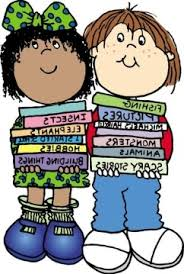 INSECTS
ELEPHANTS
HOBBIES
BUILDING THINGS
FISHING
PICTURES
MONSTERS
ANIMALS
SCARY STORIES